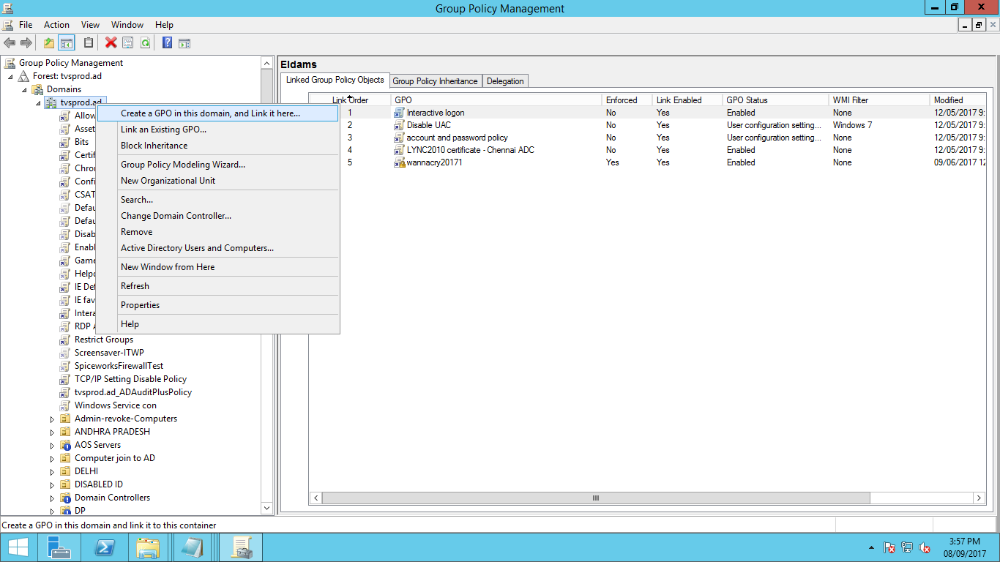 Group Policy Management
File Action View Window Help
Group Policy Management
Forest: tvsprod.ad
Domains
tvsprod.ad
Allow
Asset
Bits
Certif
Chron
Confi
CSAT
Defau
Defau
Disab
Enabl
Game
Helpd
IE Def
IE fav
Intera
RDP A
Restrict Groups
Screensaver-ITWP
SpiceworksFirewallTest
TCP/IP Setting Disable Policy
tvsprod.ad_ADAuditPlusPolicy
Windows Service con
Admin-revoke-Computers
ANDHRA PRADESH
AOS Servers
Computer join to AD
DELHI
DISABLED ID
Domain Controllers
DP
Create a GPO in this domain, and Link it here...
Link an Existing GPO...
Block Inheritance
Group Policy Modeling Wizard...
New Organizational Unit
Search...
Change Domain Controller...
Remove
Active Directory Users and Computers...
New Window from Here
Refresh
Properties
Help
Eldams
Linked Group Policy Objects Group Policy Inheritance Delegation
Link Order GPO Enforced Link Enabled GPO Status WMI Filter Modified
1 Interactive logon No Yes Enabled None 12/05/2017 9:
2 Disable UAC No Yes User configuration setting... Windows 7 12/05/2017 9:
3 account and password policy No Yes User configuration setting... None 12/05/2017 9:
4 LYNC2010 certificate - Chennai ADC No Yes Enabled None 12/05/2017 9:
5 wannacry20171 Yes Yes Enabled None 09/06/2017 12
Create a GPO in this domain and link it to this container
3:57 PM
08/09/2017